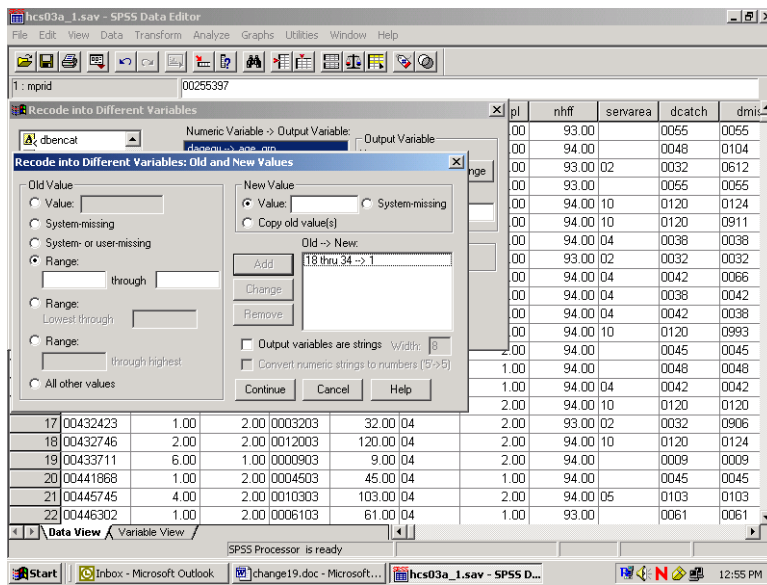 hcs03a_1.sav - SPSS Data Editor
File Edit View Data Transform Analyze Graphs Utilities Window Help
1 : mprid 00255397
Recode into Different Variables
dbencat
Numeric Variable -> Output Variable:
Output Variable
Recode into Different Variables: Old and New Values
Old Value
Value:
System-missing
System- or user-missing
Range:
through
Range:
Lowest through
Range:
through highest
All other values
New Value
Value: System-missing
Copy old value(s)
Old --> New:
Add
18 thru 34 --> 1
Change
Remove
Output variables are strings Width: 8
Convert numeric strings to numbers ('5'->5)
Continue Cancel Help
pl nhff servarea dcatch dmis
.00 93.00 0055 0055
.00 94.00 0048 0104
.00 93.00 02 0032 0612
.00 93.00 0055 0055
.00 94.00 10 0120 0124
.00 94.00 10 0120 0911
.00 94.00 04 0038 0038
.00 93.00 02 0032 0032
.00 94.00 04 0042 0066
.00 94.00 04 0038 0042
.00 94.00 04 0042 0038
.00 94.00 10 0120 0993
2.00 94.00 0045 0045
1.00 94.00 0048 0048
1.00 94.00 04 0042 0042
2.00 94.00 10 0120 0120
17 00432423 1.00 2.00 0003203 32.00 04 2.00 93.00 02 0032 0906
18 00432746 2.00 2.00 0012003 120.00 04 2.00 94.00 10 0120 0124
19 00433711 6.00 1.00 0000903 9.00 04 2.00 94.00 0009 0009
20 00441868 1.00 2.00 0004503 45.00 04 1.00 94.00 0045 0045
21 00445745 4.00 2.00 0010303 103.00 04 2.00 94.00 05 0103 0103
22 00446302 1.00 2.00 0006103 61.00 04 1.00 93.00 0061 0061
Data View Variable View
SPSS Processor is ready
Start Inbox - Microsoft Outlook change19.doc - Microsoft... hcs03a_1.sav - SPSS D... 12:55 PM